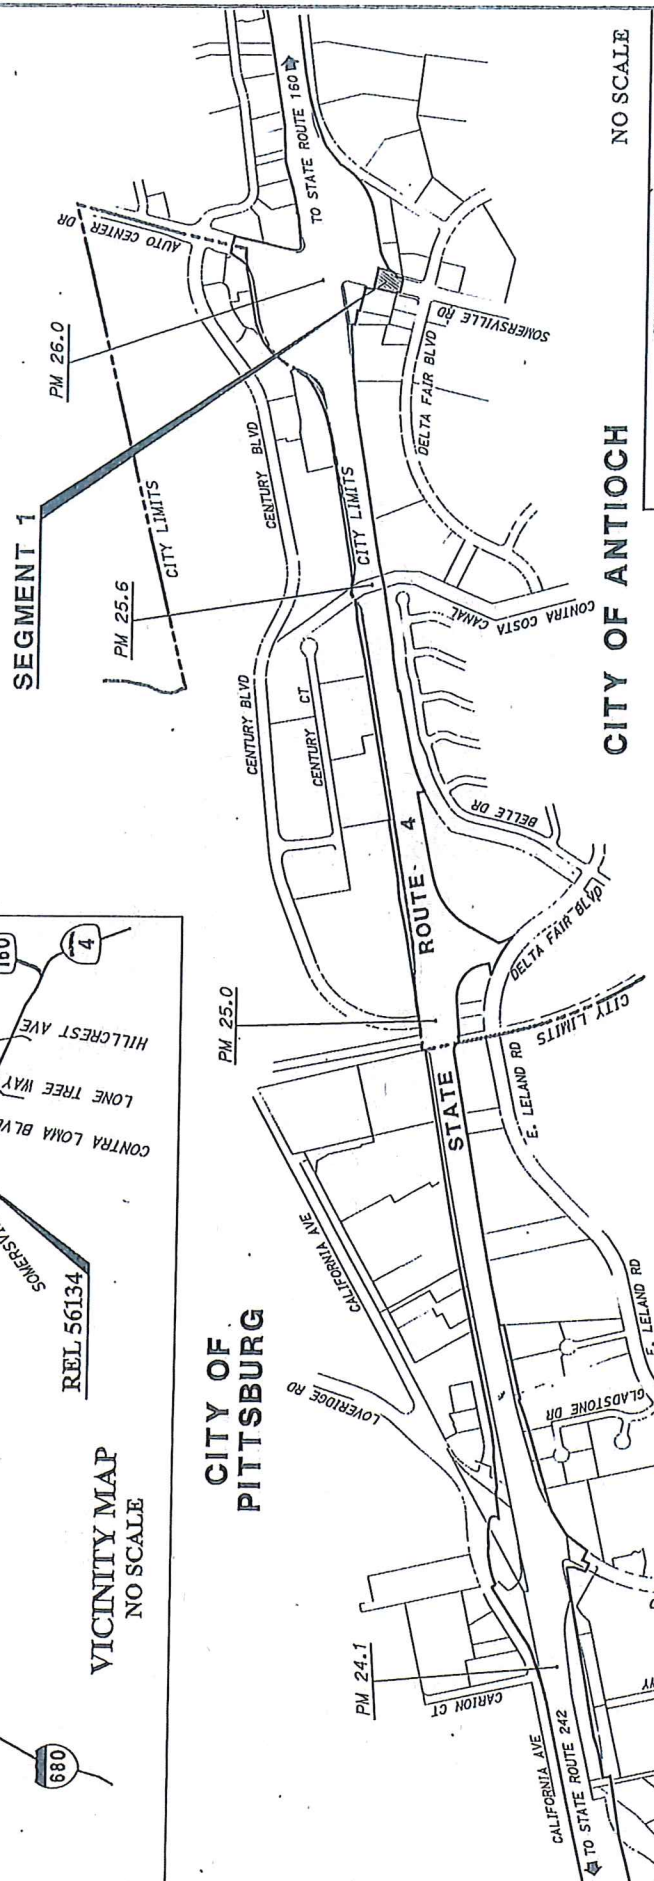 NO SCALE
TO STATE ROUTE 160
AUTO CENTER DR
PM 26.0
SEGMENT 1
CITY LIMITS
CENTURY BLVD
CITY LIMITS
SOMERSVILLE RD
DELTA FAIR BLVD
PM 25.6
CONTRA COSTA CANAL
CITY OF ANTIOCH
CENTURY BLVD
CENTURY CT
BELLE DR
STATE ROUTE 4
DELTA FAIR BLVD
PM 25.0
CITY LIMITS
E. LELAND RD
CALIFORNIA AVE
CITY OF
PITTSBURG
LOVERIDGE RD
E. LELAND RD
GLADSTONE DR
PM 24.1
CARION CT
CALIFORNIA AVE
TO STATE ROUTE 242
160
4
HILLCREST AVE
LONE TREE WAY
CONTRA LOMA
REL 56134
VICINITY MAP
NO SCALE
680